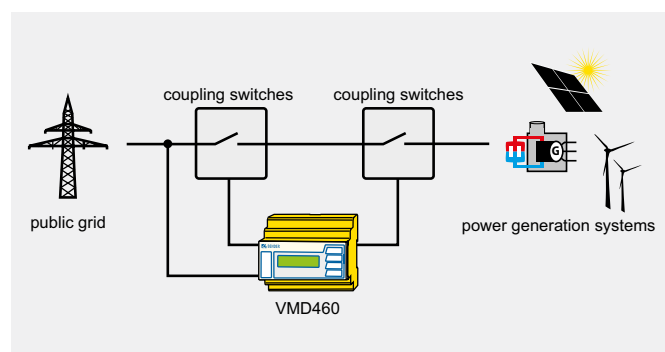 coupling switches
coupling switches
public grid
G
power generation systems
VMD460